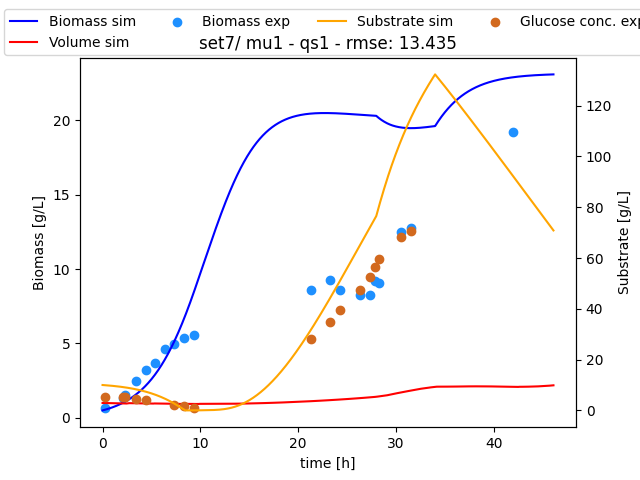 Biomass sim Biomass exp Substrate sim Glucose conc. exp
Volume sim
set7/ mu1 - qs1 - rmse: 13.435
Biomass [g/L]
20
15
10
5
0
120
100
80
60
40
20
0
Substrate [g/L]
0 10 20 30 40
time [h]